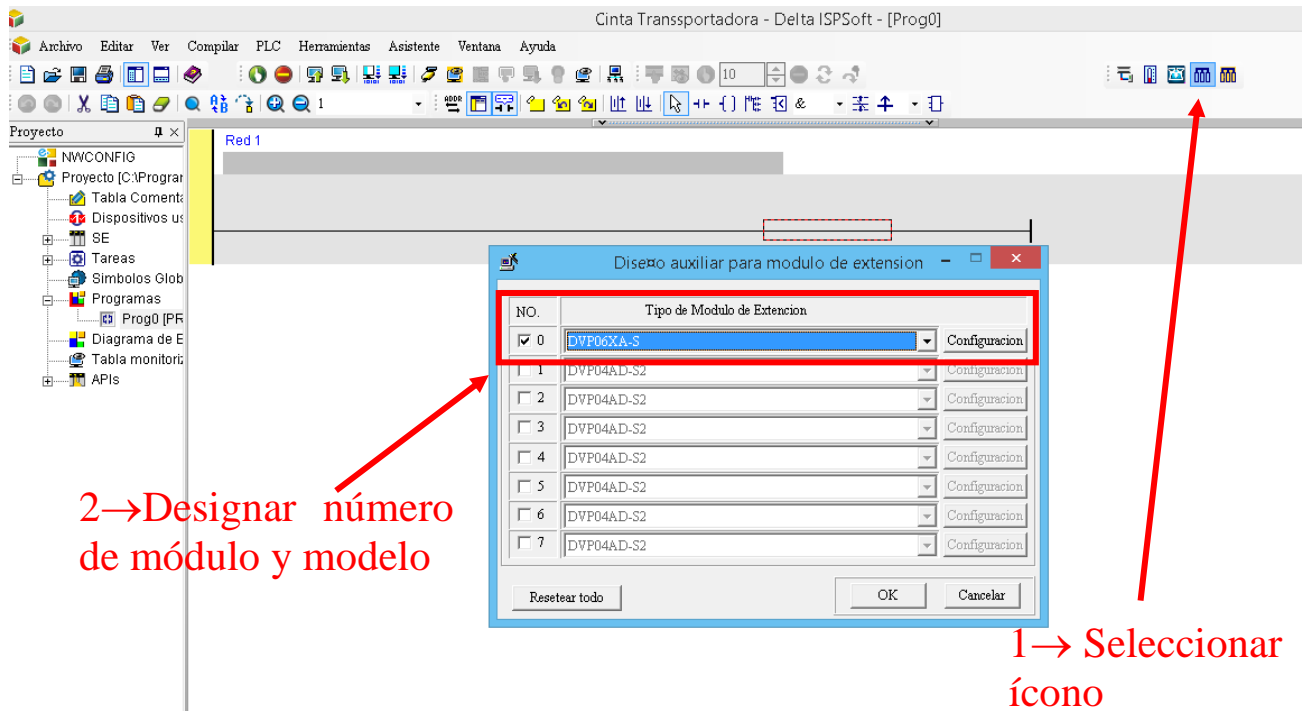 Cinta Transsportadora - Delta ISPSoft - [Prog0]
Archivo Editar Ver Compilar PLC Herramientas Asistente Ventana Ayuda
10
1
&
Proyecto
NWCONFIG
Proyecto [C:\Prograr
Tabla Comenta
Dispositivos us
SE
Tareas
Simbolos Glob
Programas
Prog0 [PR
Diagrama de E
Tabla monitoriz
APIs
Red 1
Dise¤o auxiliar para modulo de extension
NO. Tipo de Modulo de Extencion
0 DVP06XA-S Configuracion
1 DVP04AD-S2 Configuracion
2 DVP04AD-S2 Configuracion
3 DVP04AD-S2 Configuracion
4 DVP04AD-S2 Configuracion
5 DVP04AD-S2 Configuracion
6 DVP04AD-S2 Configuracion
7 DVP04AD-S2 Configuracion
Resetear todo OK Cancelar
2→Designar número
de módulo y modelo
1→ Seleccionar
ícono